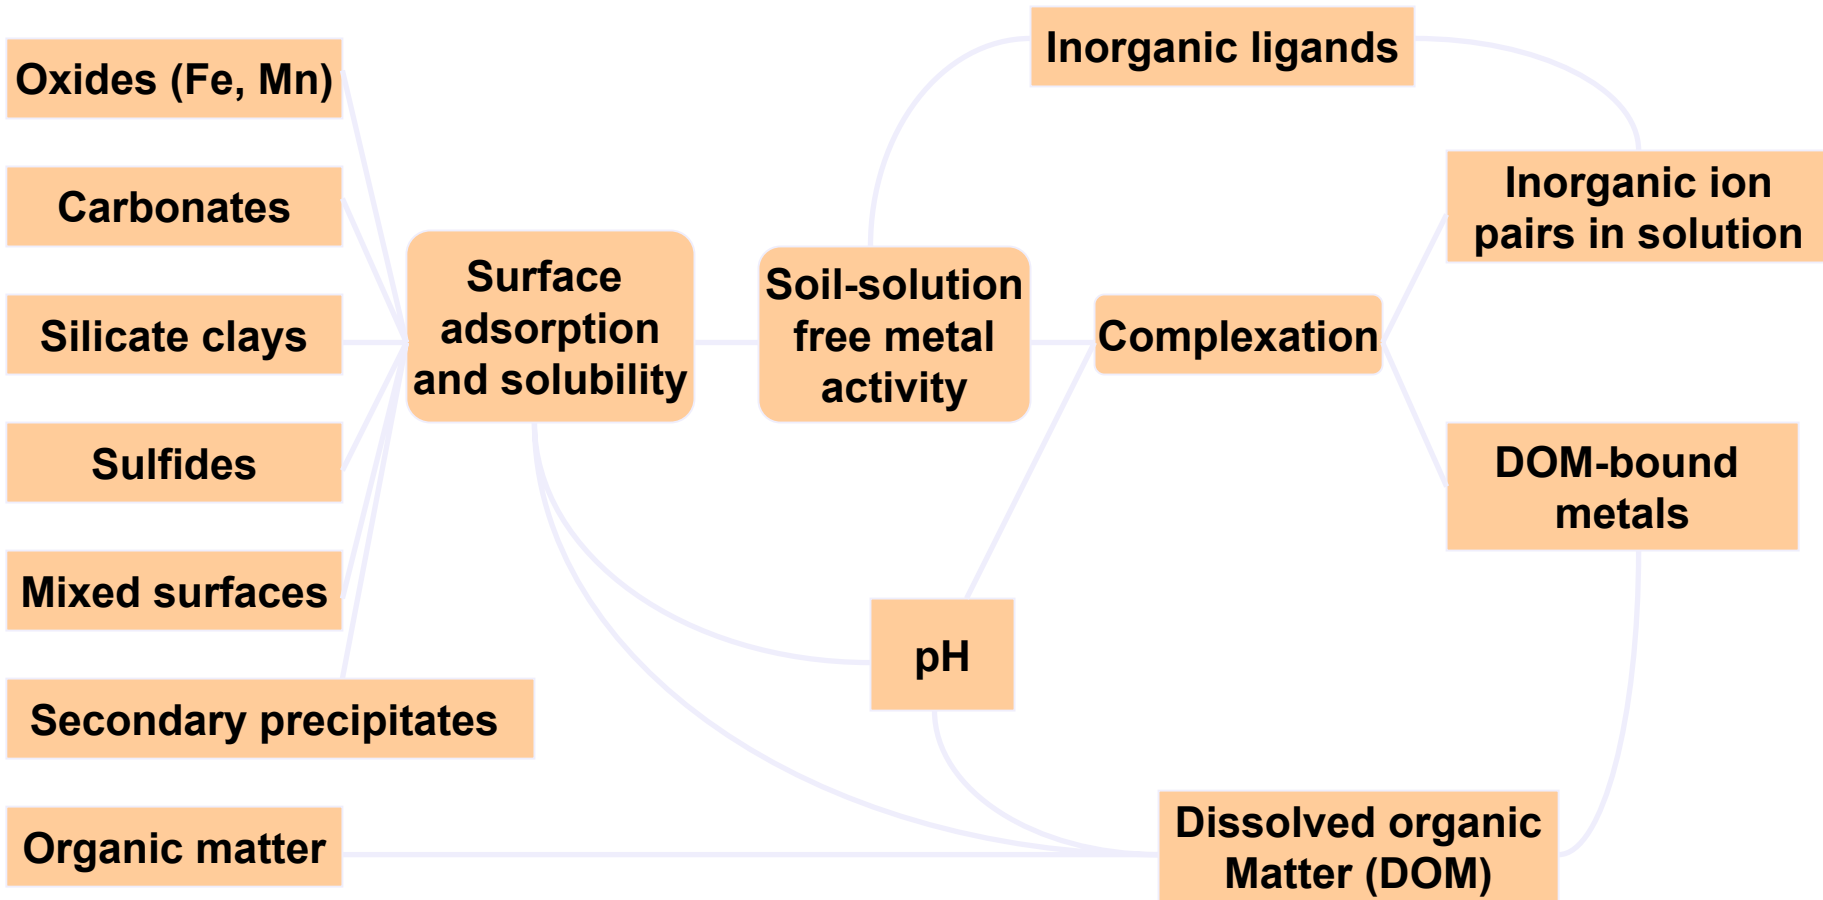 Oxides (Fe, Mn)
Carbonates
Silicate clays
Sulfides
Mixed surfaces
Secondary precipitates
Organic matter
Surface
adsorption
and solubility
Soil-solution
free metal
activity
Inorganic ligands
Complexation
pH
Inorganic ion
pairs in solution
DOM-bound
metals
Dissolved organic
Matter (DOM)